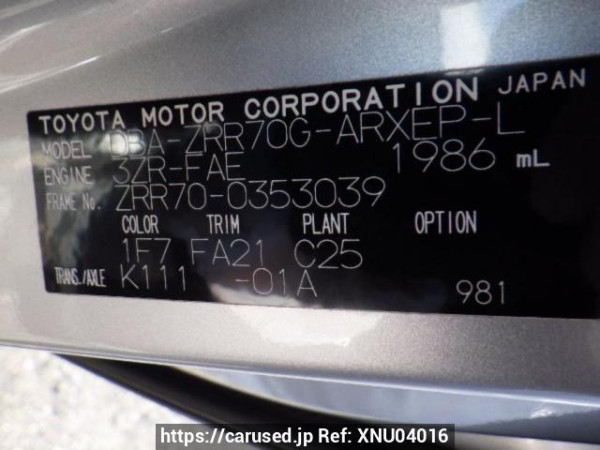 TOYOTA MOTOR CORPORATION JAPAN
MODEL DBA-ZRR70G-ARXEP-L
ENGINE 3ZR-FAE 1986 mL
FRAME No. ZRR70-0353039
COLOR TRIM PLANT OPTION
1F7 FA21 C25
TRANS./AXLE K111 -01A 981
https://carused.jp Ref: XNU04016